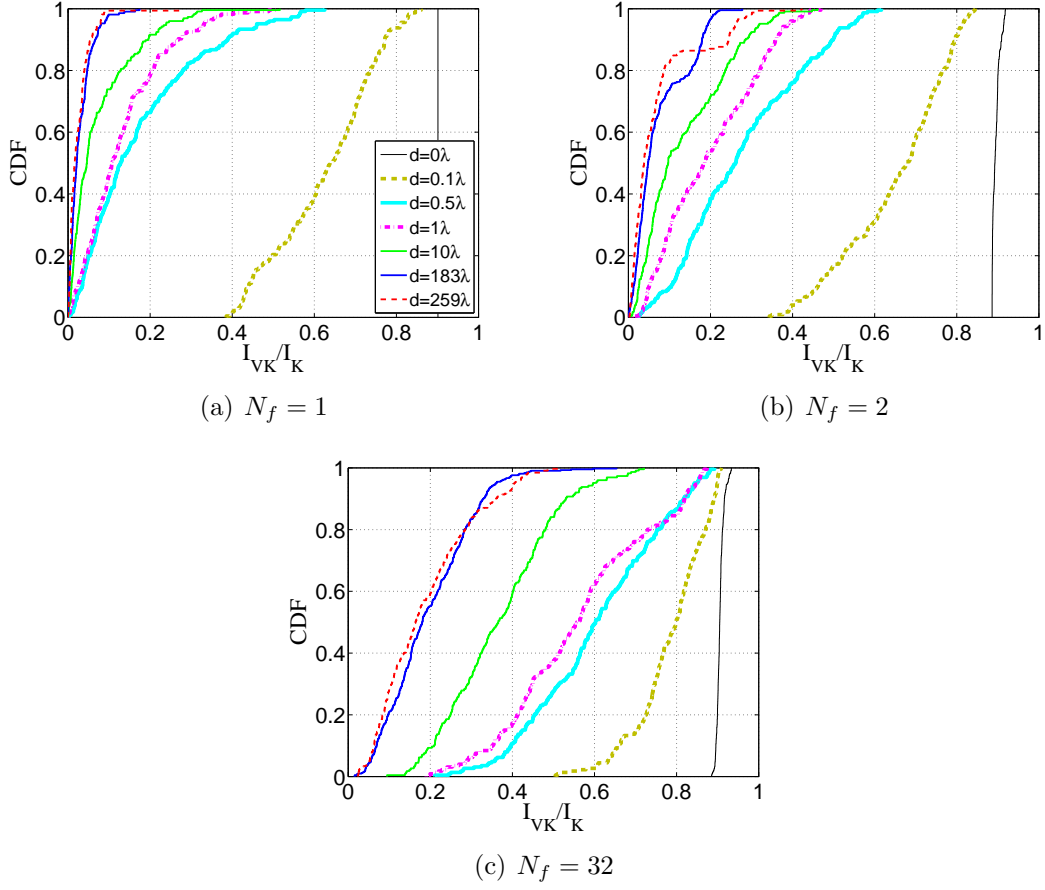 1
0.8
0.6
0.4
0.2
0
CDF
0 0.2 0.4 0.6 0.8 1
I_VK/I_K
d=0λ
d=0.1λ
d=0.5λ
d=1λ
d=10λ
d=183λ
d=259λ
(a) N_f = 1
1
0.8
0.6
0.4
0.2
0
CDF
0 0.2 0.4 0.6 0.8 1
I_VK/I_K
(b) N_f = 2
1
0.8
0.6
0.4
0.2
0
CDF
0 0.2 0.4 0.6 0.8 1
I_VK/I_K
(c) N_f = 32